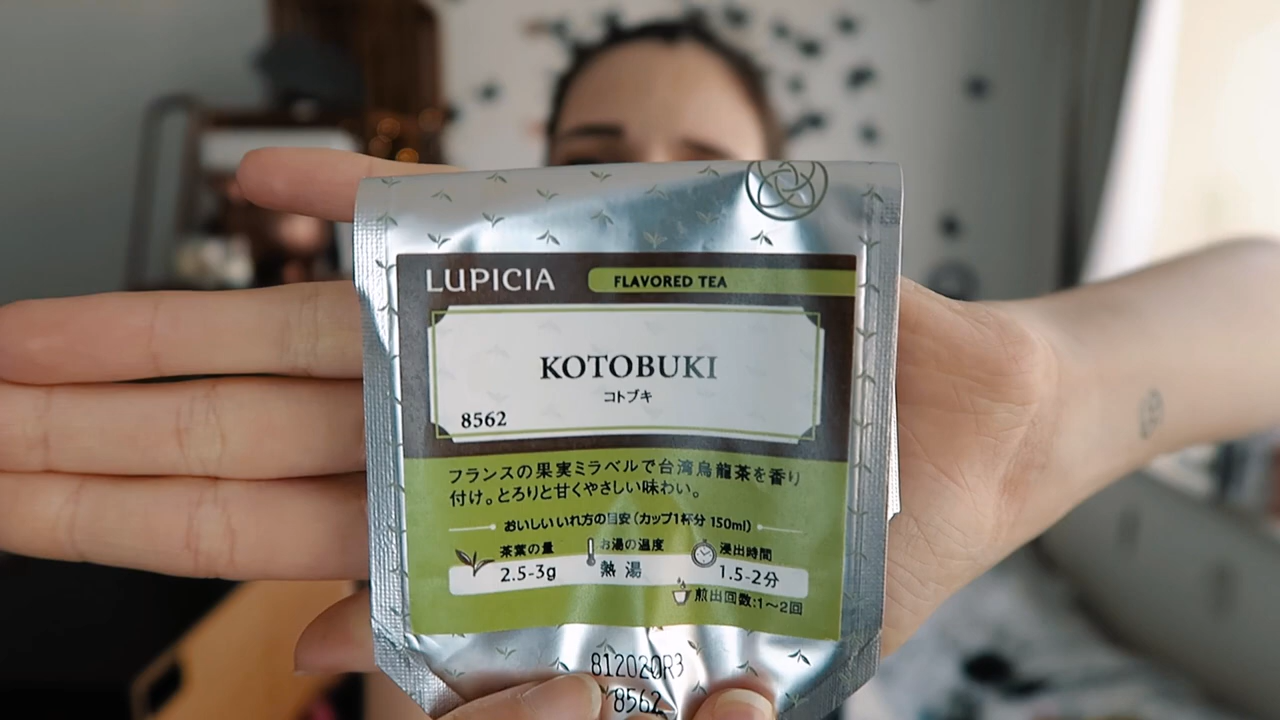 LUPICIA FLAVORED TEA
KOTOBUKI
コトブキ
8562
フランスの果実ミラベルで台湾烏龍茶を香り
付け。とろりと甘くやさしい味わい。
おいしいいれ方の目安（カップ1杯分 150ml）
茶葉の量 お湯の温度 浸出時間
2.5-3g 熱湯 1.5-2分
煎出回数:1〜2回
812020R3
8562